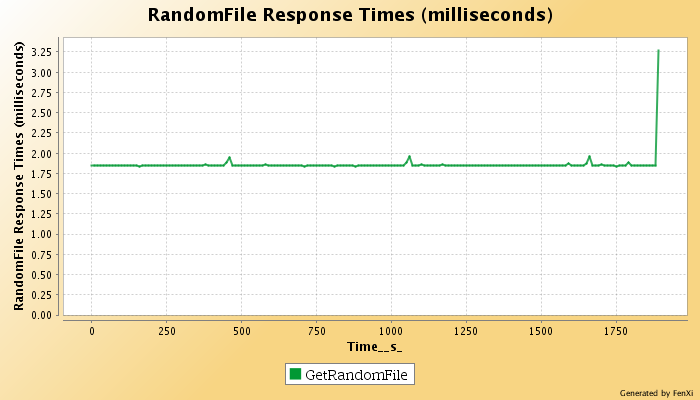 RandomFile Response Times (milliseconds)
RandomFile Response Times (milliseconds)
3.25
3.00
2.75
2.50
2.25
2.00
1.75
1.50
1.25
1.00
0.75
0.50
0.25
0.00
0 250 500 750 1000 1250 1500 1750
Time__s_
GetRandomFile
Generated by FenXi